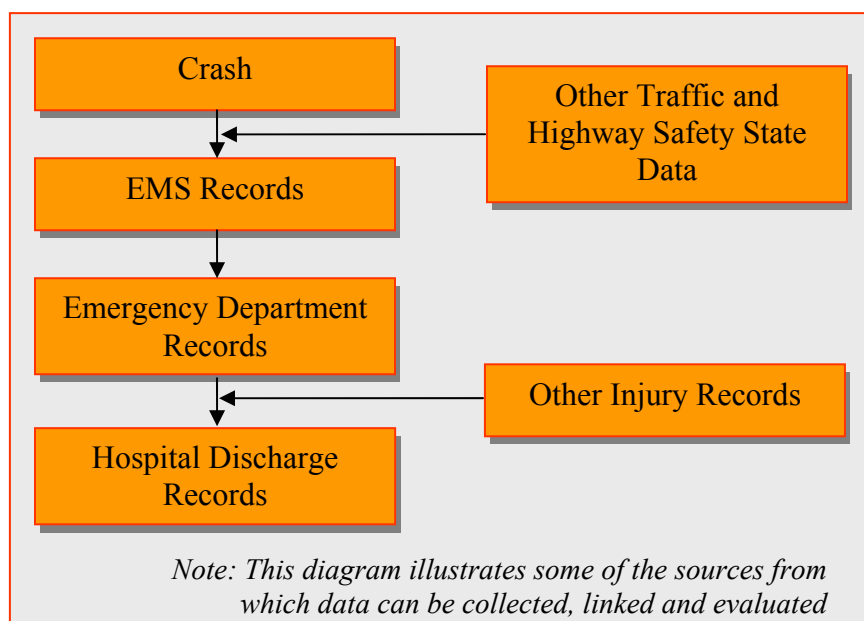 Crash
Other Traffic and
Highway Safety State
Data
EMS Records
Emergency Department
Records
Other Injury Records
Hospital Discharge
Records
Note: This diagram illustrates some of the sources from
which data can be collected, linked and evaluated